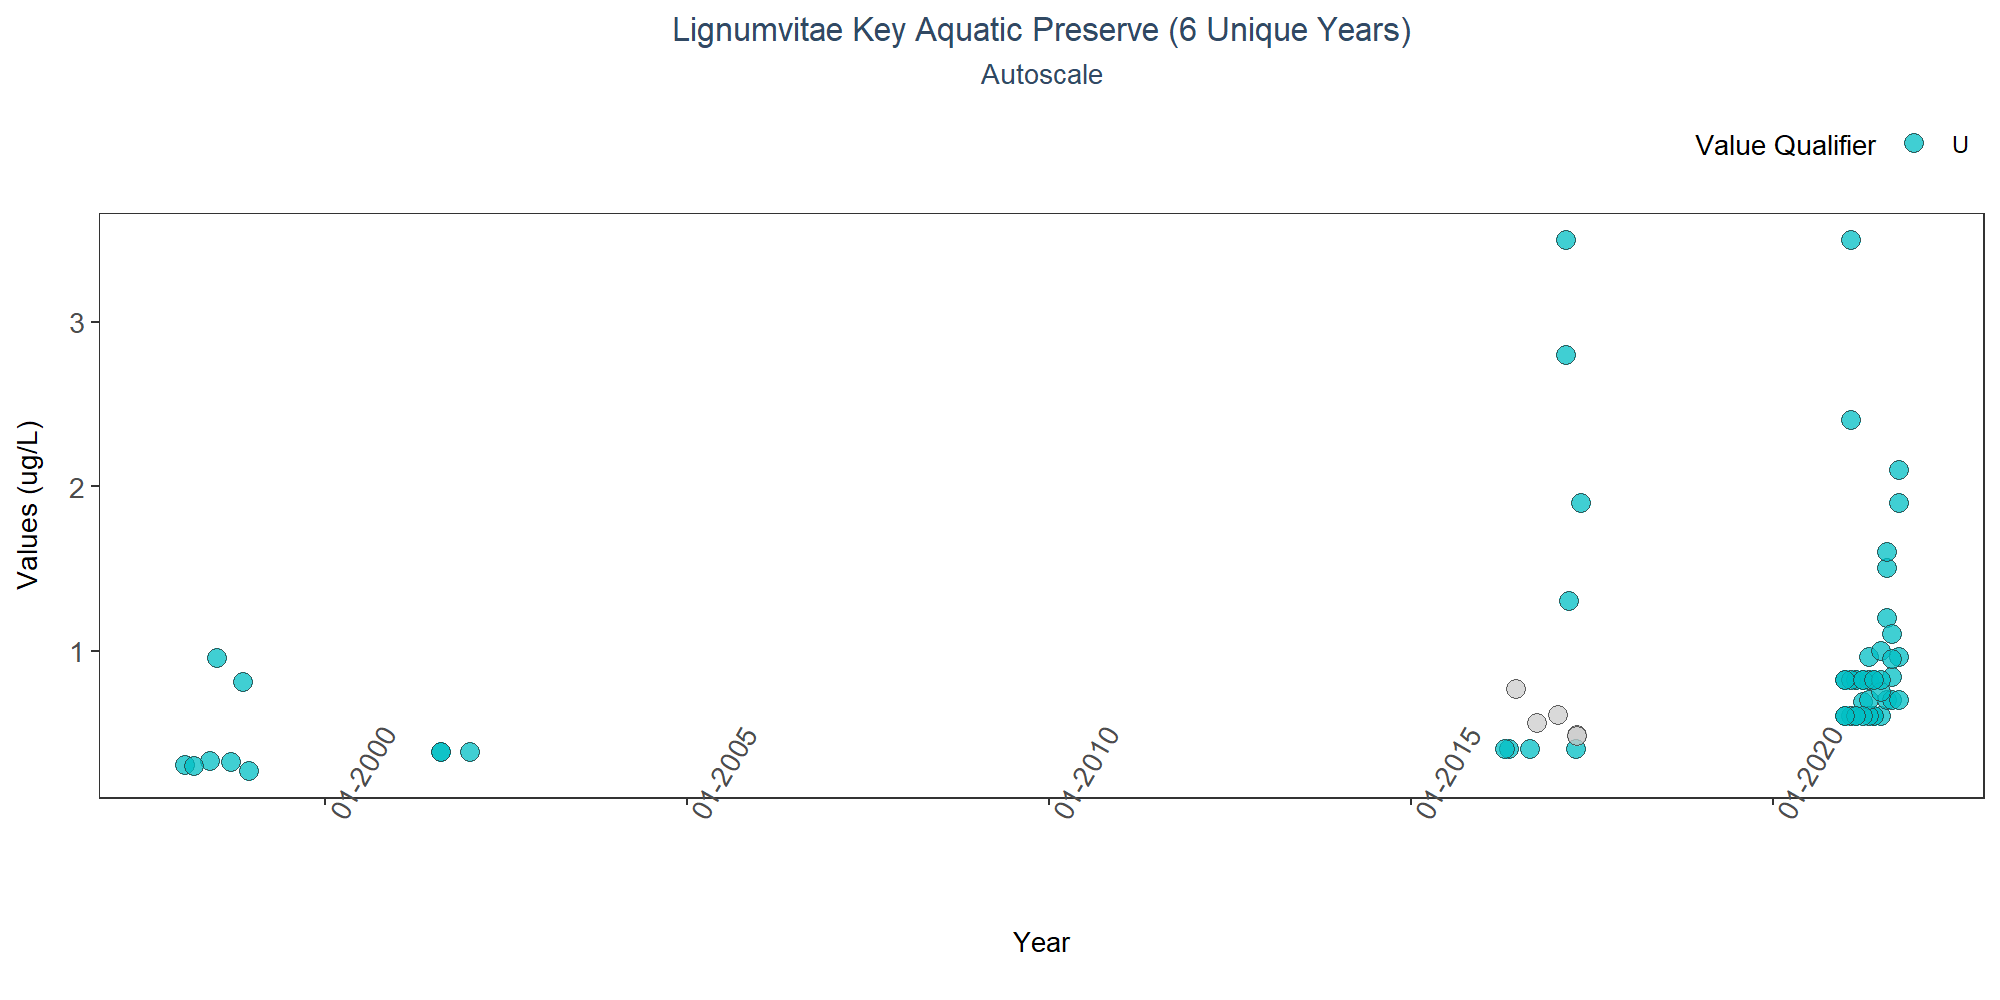 Lignumvitae Key Aquatic Preserve (6 Unique Years)
Autoscale
Value Qualifier U
Values (ug/L)
3
2
1
01-2000
01-2005
01-2010
01-2015
01-2020
Year